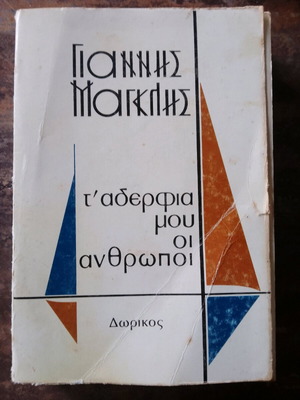 Γιαννης
Μαγκλης
τ'αδερφια
μου
οι
ανθρωποι
Δωρικος